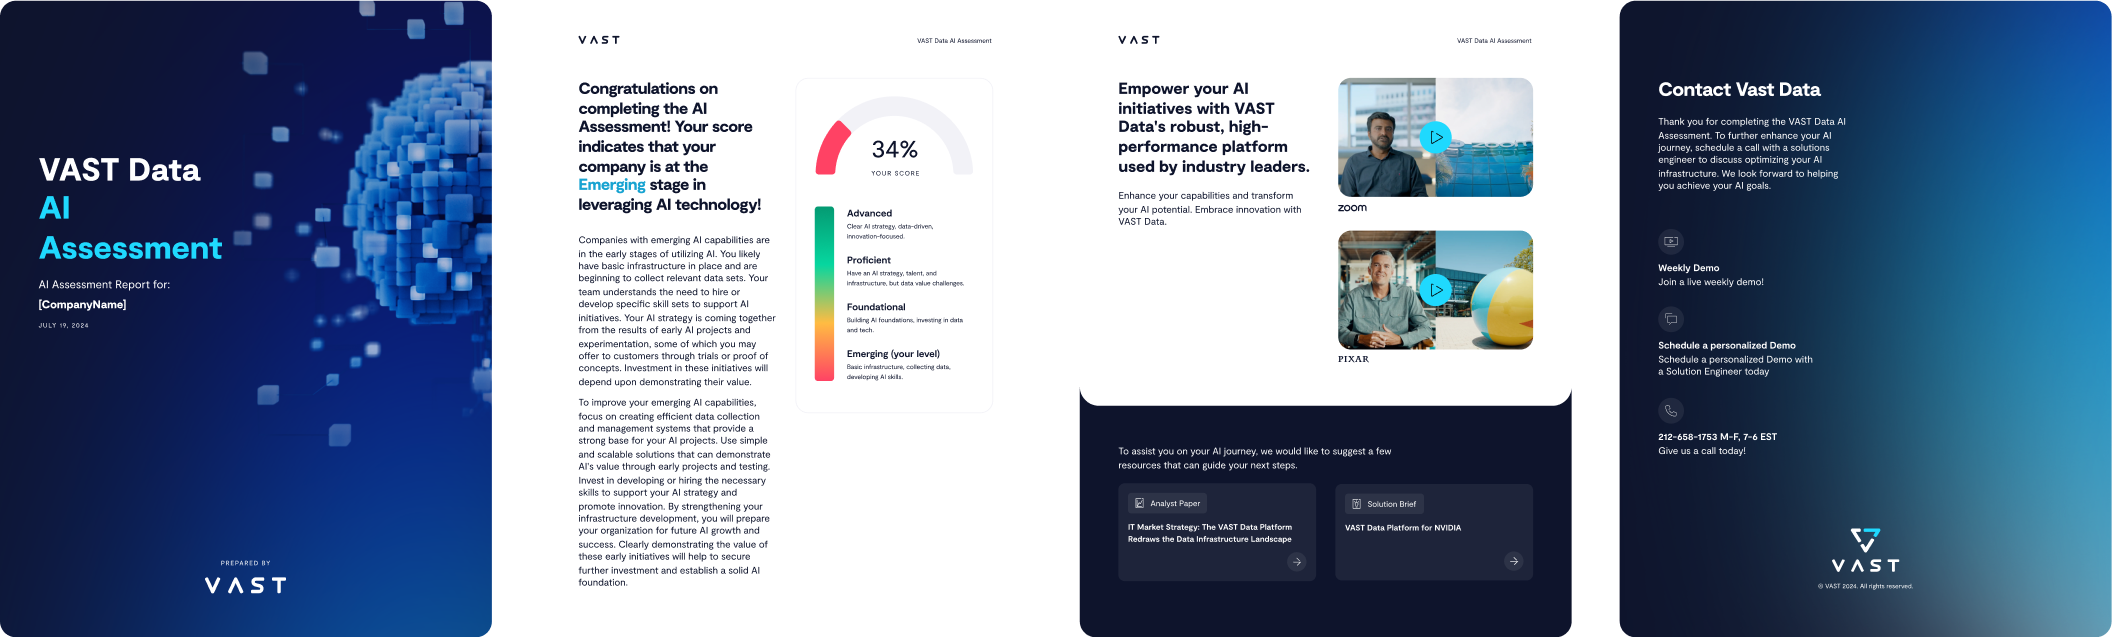 VAST Data
AI
Assessment
AI Assessment Report for:
[CompanyName]
JULY 19, 2024
PREPARED BY
VAST
VAST
VAST Data AI Assessment
Congratulations on
completing the AI
Assessment! Your score
indicates that your
company is at the
Emerging stage in
leveraging AI technology!
Companies with emerging AI capabilities are
in the early stages of utilizing AI. You likely
have basic infrastructure in place and are
beginning to collect relevant data sets. Your
team understands the need to hire or
develop specific skill sets to support AI
initiatives. Your AI strategy is coming together
from the results of early AI projects and
experimentation, some of which you may
offer to customers through trials or proof of
concepts. Investment in these initiatives will
depend upon demonstrating their value.
To improve your emerging AI capabilities,
focus on creating efficient data collection
and management systems that provide a
strong base for your AI projects. Use simple
and scalable solutions that can demonstrate
AI's value through early projects and testing.
Invest in developing or hiring the necessary
skills to support your AI strategy and
promote innovation. By strengthening your
infrastructure development, you will prepare
your organization for future AI growth and
success. Clearly demonstrating the value of
these early initiatives will help to secure
further investment and establish a solid AI
foundation.
34%
YOUR SCORE
Advanced
Clear AI strategy, data-driven,
innovation-focused.
Proficient
Have an AI strategy, talent, and
infrastructure, but data value challenges.
Foundational
Building AI foundations, investing in data
and tech.
Emerging (your level)
Basic infrastructure, collecting data,
developing AI skills.
VAST
VAST Data AI Assessment
Empower your AI
initiatives with VAST
Data's robust, high-
performance platform
used by industry leaders.
Enhance your capabilities and transform
your AI potential. Embrace innovation with
VAST Data.
zoom
PIXAR
To assist you on your AI journey, we would like to suggest a few
resources that can guide your next steps.
Analyst Paper
IT Market Strategy: The VAST Data Platform
Redraws the Data Infrastructure Landscape
Solution Brief
VAST Data Platform for NVIDIA
Contact Vast Data
Thank you for completing the VAST Data AI
Assessment. To further enhance your AI
journey, schedule a call with a solutions
engineer to discuss optimizing your AI
infrastructure. We look forward to helping
you achieve your AI goals.
Weekly Demo
Join a live weekly demo!
Schedule a personalized Demo
Schedule a personalized Demo with
a Solution Engineer today
212-658-1753 M-F, 7-6 EST
Give us a call today!
VAST
© VAST 2024. All rights reserved.